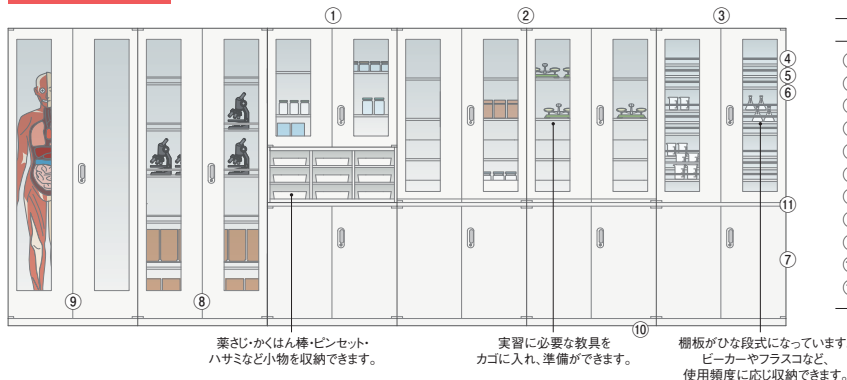 ① ② ③
④
⑤
⑥
⑪
⑦
⑨ ⑧
⑩
薬さじ・かくはん棒・ピンセット・
ハサミなど小物を収納できます。
実習に必要な教具を
カゴに入れ、準備ができます。
棚板がひな段式になっています
ビーカーやフラスコなど、
使用頻度に応じ収納できます。